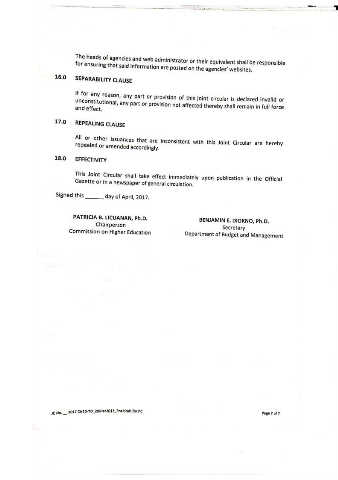 The heads of agencies and web administrator or their equivalent shall be responsible
for ensuring that said information are posted on the agencies' websites.
16.0 SEPARABILITY CLAUSE
If for any reason, any part or provision of this joint circular is declared invalid or
unconstitutional, any part or provision not affected thereby shall remain in full force
and effect.
17.0 REPEALING CLAUSE
All or other issuances that are inconsistent with this Joint Circular are hereby
repealed or amended accordingly.
18.0 EFFECTIVITY
This Joint Circular shall take effect immediately upon publication in the Official
Gazette or in a newspaper of general circulation.
Signed this ______ day of April, 2017.
PATRICIA B. LICUANAN, Ph.D. BENJAMIN E. DIOKNO, Ph.D.
Chairperson Secretary
Commission on Higher Education Department of Budget and Management
Page 7 of 7